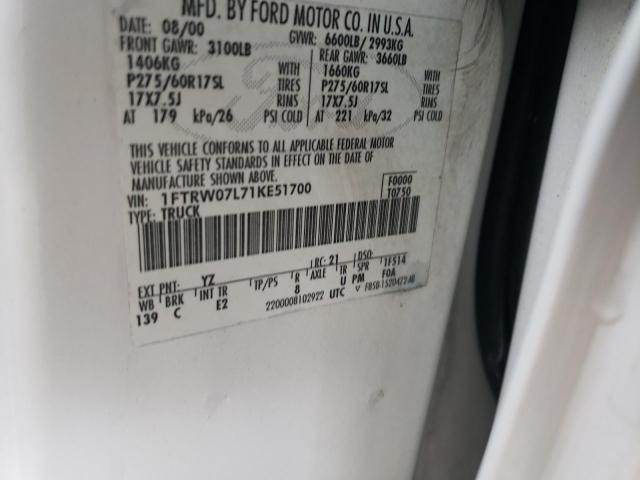 MFD. BY FORD MOTOR CO. IN U.S.A.
DATE: 08/00 GVWR: 6600LB/ 2993KG
FRONT GAWR: 3100LB REAR GAWR: 3660LB
1406KG WITH 1660KG WITH
P275/60R17SL TIRES P275/60R17SL TIRES
17X7.5J RIMS 17X7.5J RIMS
AT 179 kPa/26 PSI COLD AT 221 kPa/32 PSI COLD
THIS VEHICLE CONFORMS TO ALL APPLICABLE FEDERAL MOTOR
VEHICLE SAFETY STANDARDS IN EFFECT ON THE DATE OF
MANUFACTURE SHOWN ABOVE.
VIN: 1FTRW07L71KE51700 F0000
TYPE: TRUCK T0750
EXT PNT: YZ RC: 21 DSO:
WB BRK INT TR TP/PS R AXLE TR SPR 1F514
139 C E2 8 U PM F0A
2200008102922 UTC F85B-1520472-AB